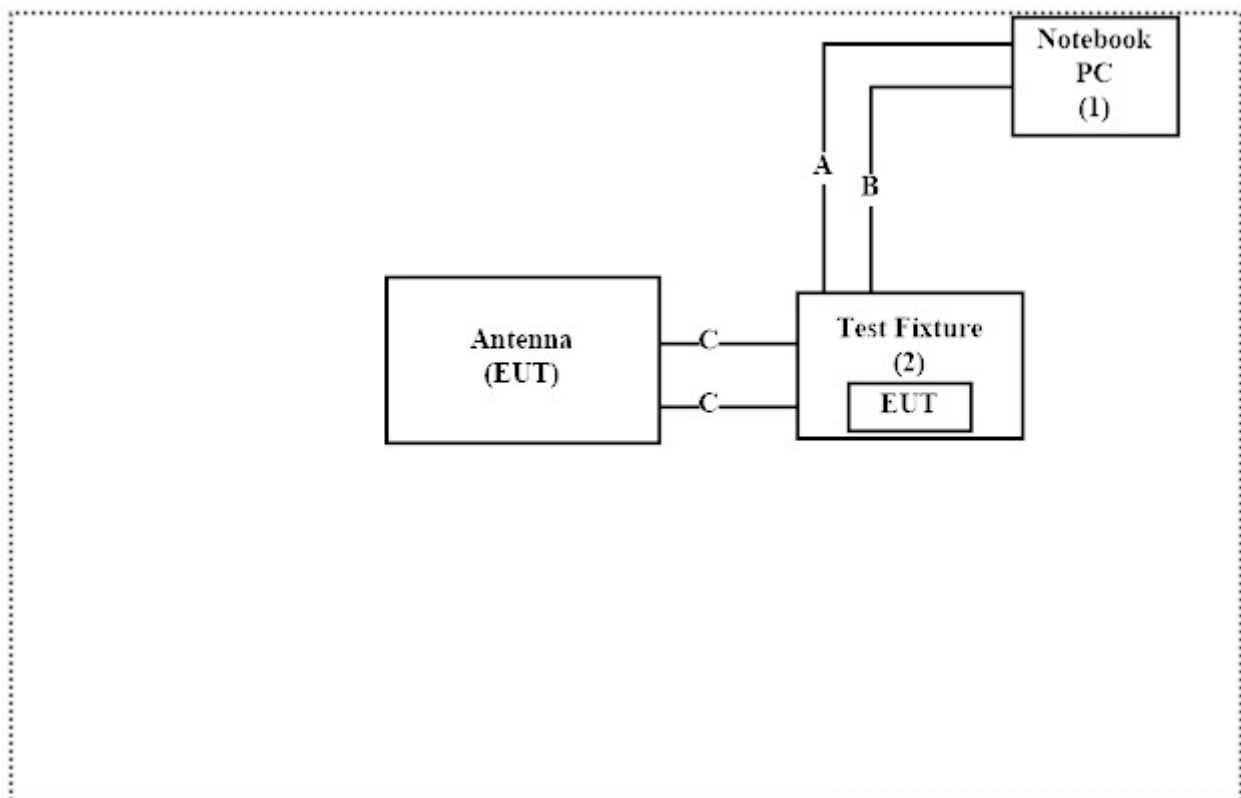 Notebook
PC
(1)
A
B
Antenna
(EUT)
C
C
Test Fixture
(2)
EUT